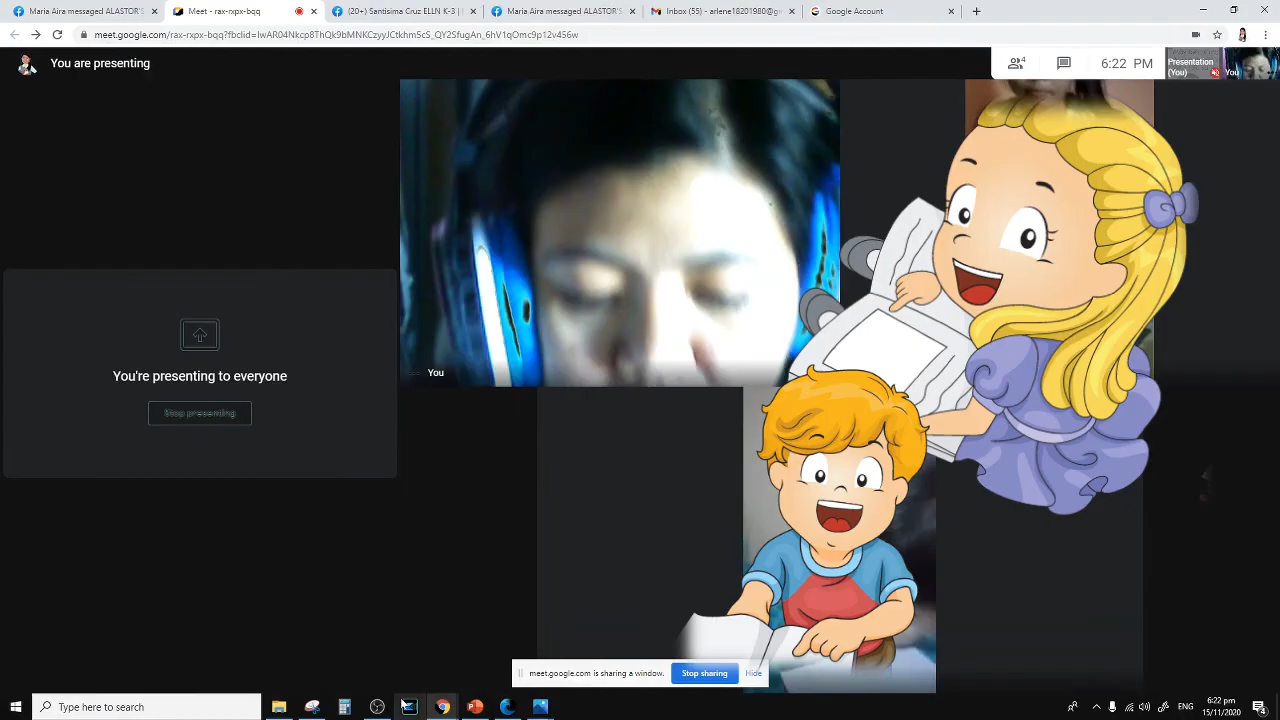 Maria Aira messaged ALASTOR'S
Meet - rax-rxpx-bqq
(20+) Santisima Cruz ELLN K-3 |
Maria Aira messaged ALASTOR'S
Inbox (55) - arlene18201980@gm
Google Account
meet.google.com/rax-rxpx-bqq?fbclid=IwAR04Nkcp8ThQk9bMNKCzyyJCtkhm5cS_QY2SfugAn_6hV1qOmc9p12v456w
You are presenting
4
6:22 PM
Presentation
(You)
You
You
You're presenting to everyone
Stop presenting
meet.google.com is sharing a window.
Stop sharing
Hide
Type here to search
ENG
6:22 pm
15/11/2020